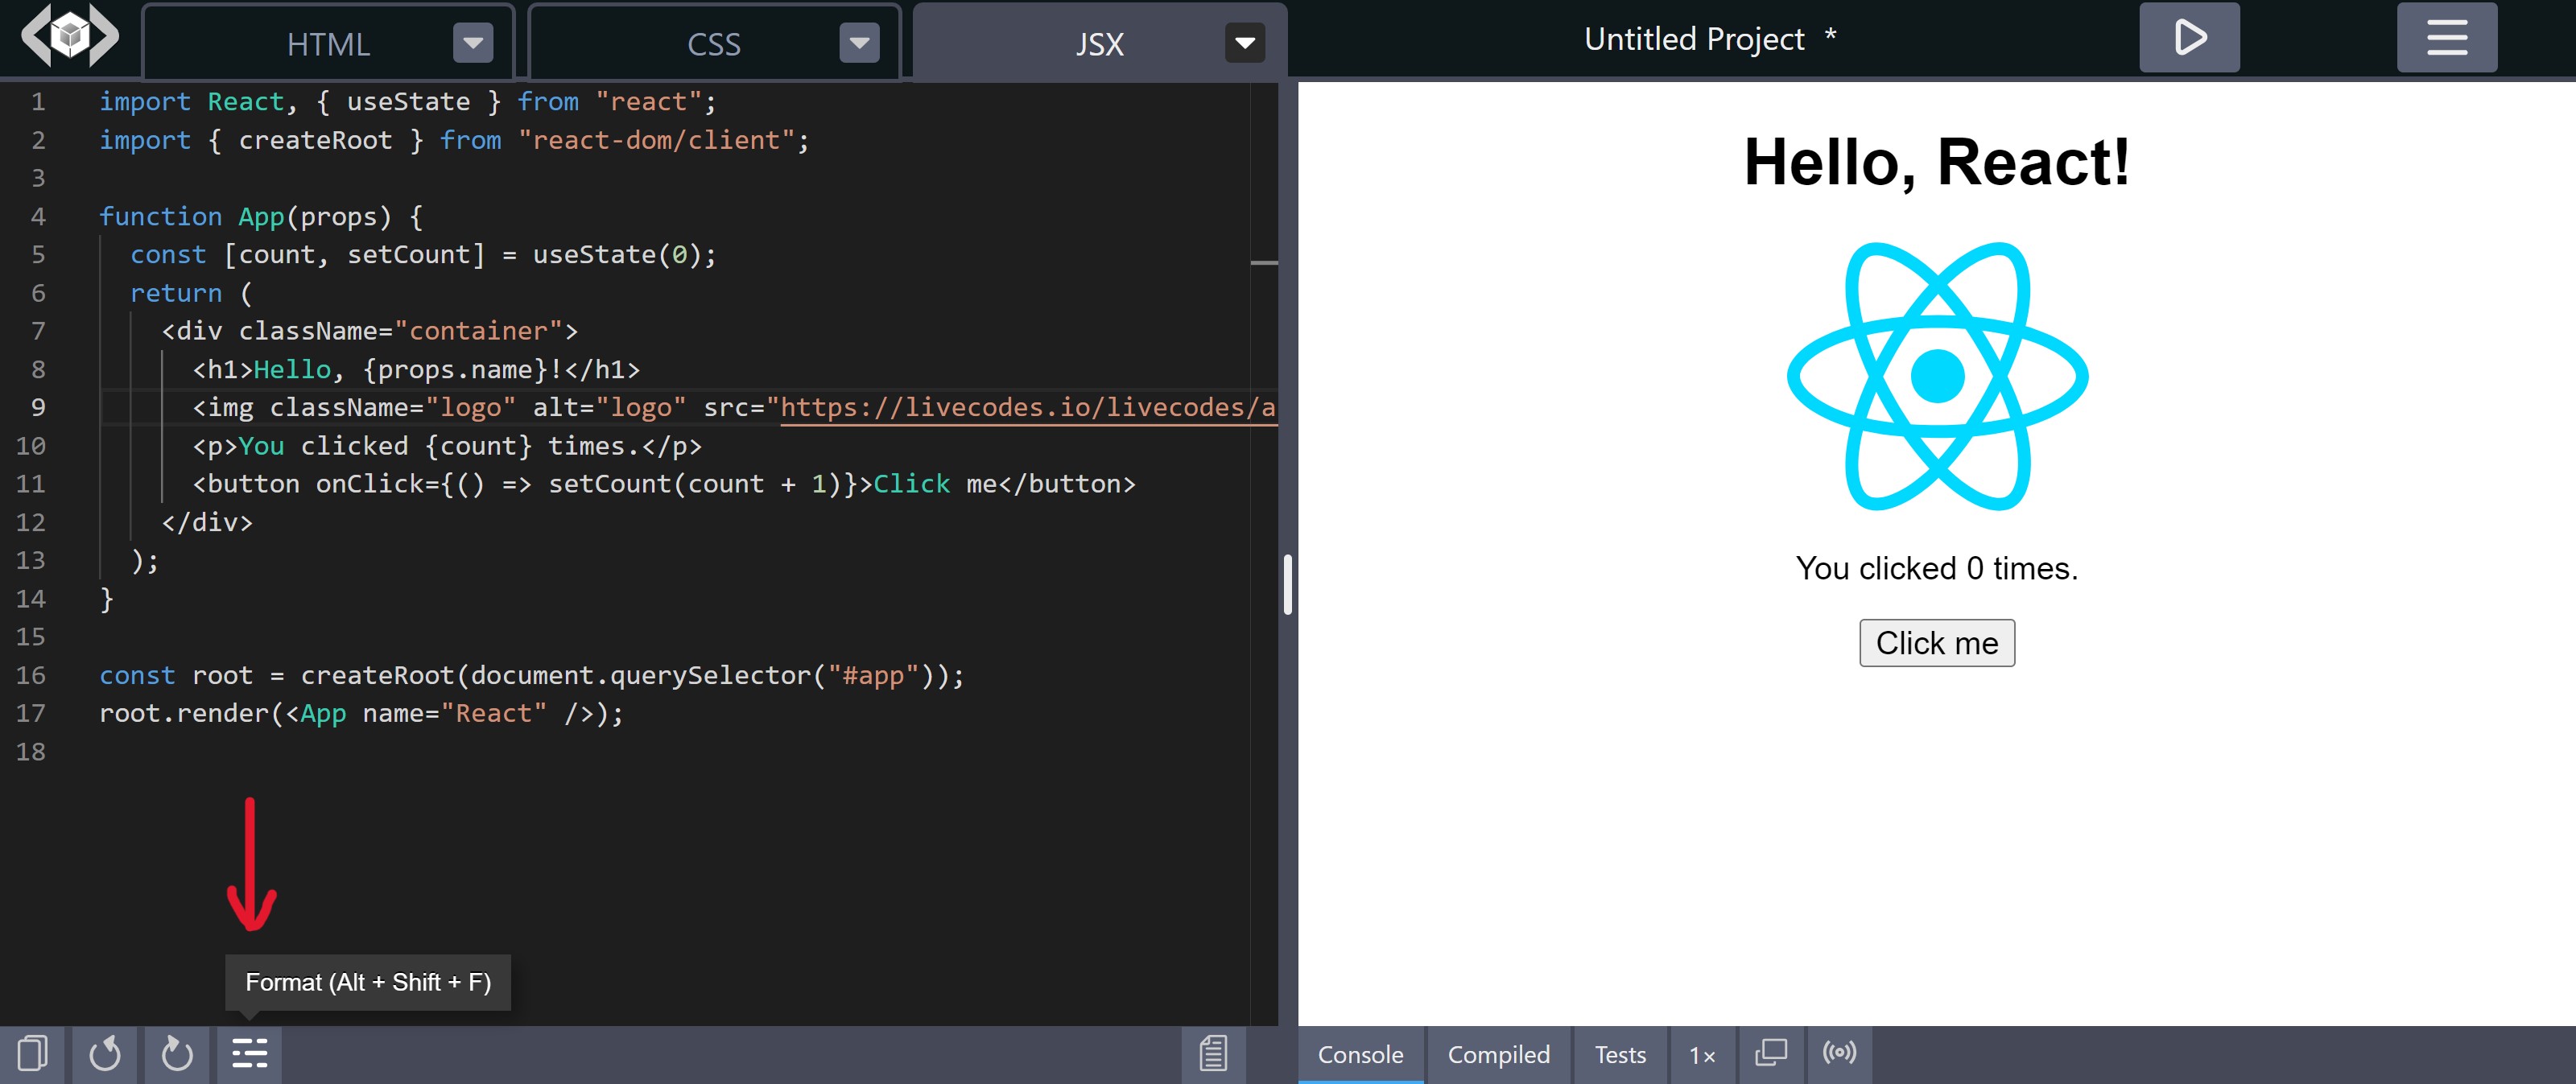 HTML
CSS
JSX
Untitled Project *
1 import React, { useState } from "react";
2 import { createRoot } from "react-dom/client";
3
4 function App(props) {
5   const [count, setCount] = useState(0);
6   return (
7     <div className="container">
8       <h1>Hello, {props.name}!</h1>
9       <img className="logo" alt="logo" src="https://livecodes.io/livecodes/a
10       <p>You clicked {count} times.</p>
11       <button onClick={() => setCount(count + 1)}>Click me</button>
12     </div>
13   );
14 }
15
16 const root = createRoot(document.querySelector("#app"));
17 root.render(<App name="React" />);
18
Format (Alt + Shift + F)
Hello, React!
You clicked 0 times.
Click me
Console
Compiled
Tests
1×